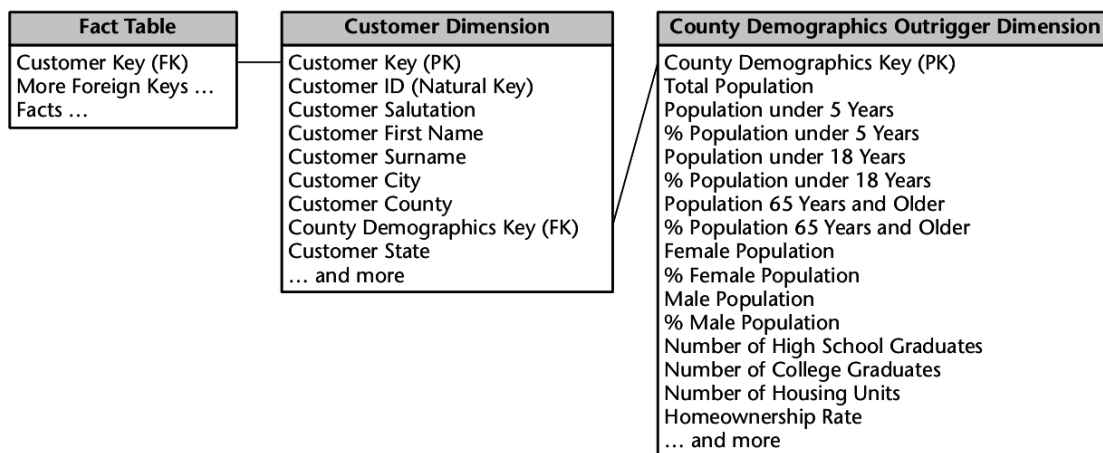 Fact Table
Customer Key (FK)
More Foreign Keys …
Facts …
Customer Dimension
Customer Key (PK)
Customer ID (Natural Key)
Customer Salutation
Customer First Name
Customer Surname
Customer City
Customer County
County Demographics Key (FK)
Customer State
… and more
County Demographics Outrigger Dimension
County Demographics Key (PK)
Total Population
Population under 5 Years
% Population under 5 Years
Population under 18 Years
% Population under 18 Years
Population 65 Years and Older
% Population 65 Years and Older
Female Population
% Female Population
Male Population
% Male Population
Number of High School Graduates
Number of College Graduates
Number of Housing Units
Homeownership Rate
… and more